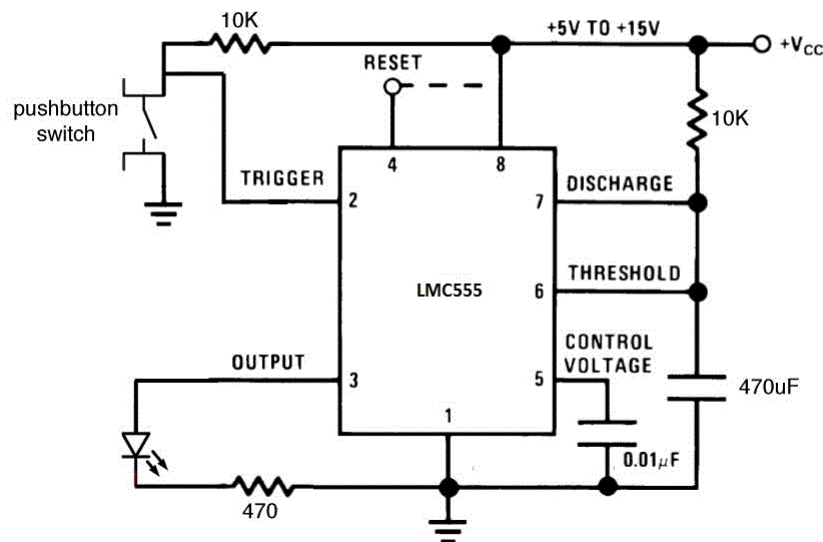 10K
+5V TO +15V
+VCC
RESET
pushbutton
switch
10K
4
8
TRIGGER
2
7
DISCHARGE
LMC555
6
THRESHOLD
CONTROL
VOLTAGE
OUTPUT
3
5
470uF
1
0.01µF
470